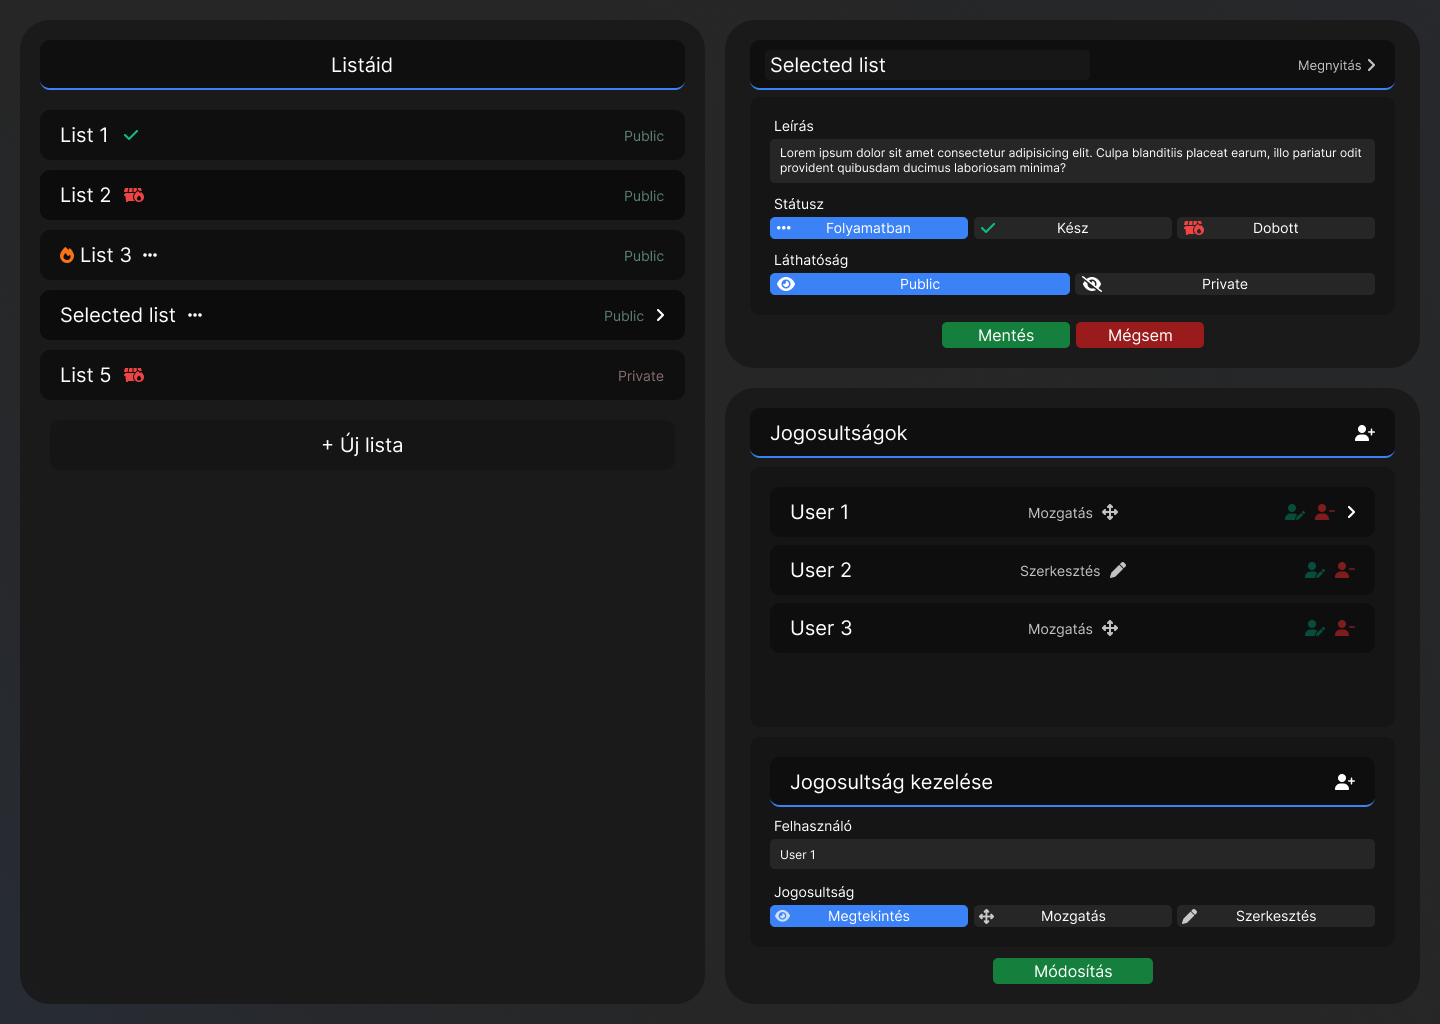 Listáid
List 1
Public
List 2
Public
List 3
Public
Selected list
Public
List 5
Private
+ Új lista
Selected list
Megnyitás
Leírás
Lorem ipsum dolor sit amet consectetur adipisicing elit. Culpa blanditiis placeat earum, illo pariatur odit
provident quibusdam ducimus laboriosam minima?
Státusz
Folyamatban
Kész
Dobott
Láthatóság
Public
Private
Mentés
Mégsem
Jogosultságok
User 1
Mozgatás
User 2
Szerkesztés
User 3
Mozgatás
Jogosultság kezelése
Felhasználó
User 1
Jogosultság
Megtekintés
Mozgatás
Szerkesztés
Módosítás